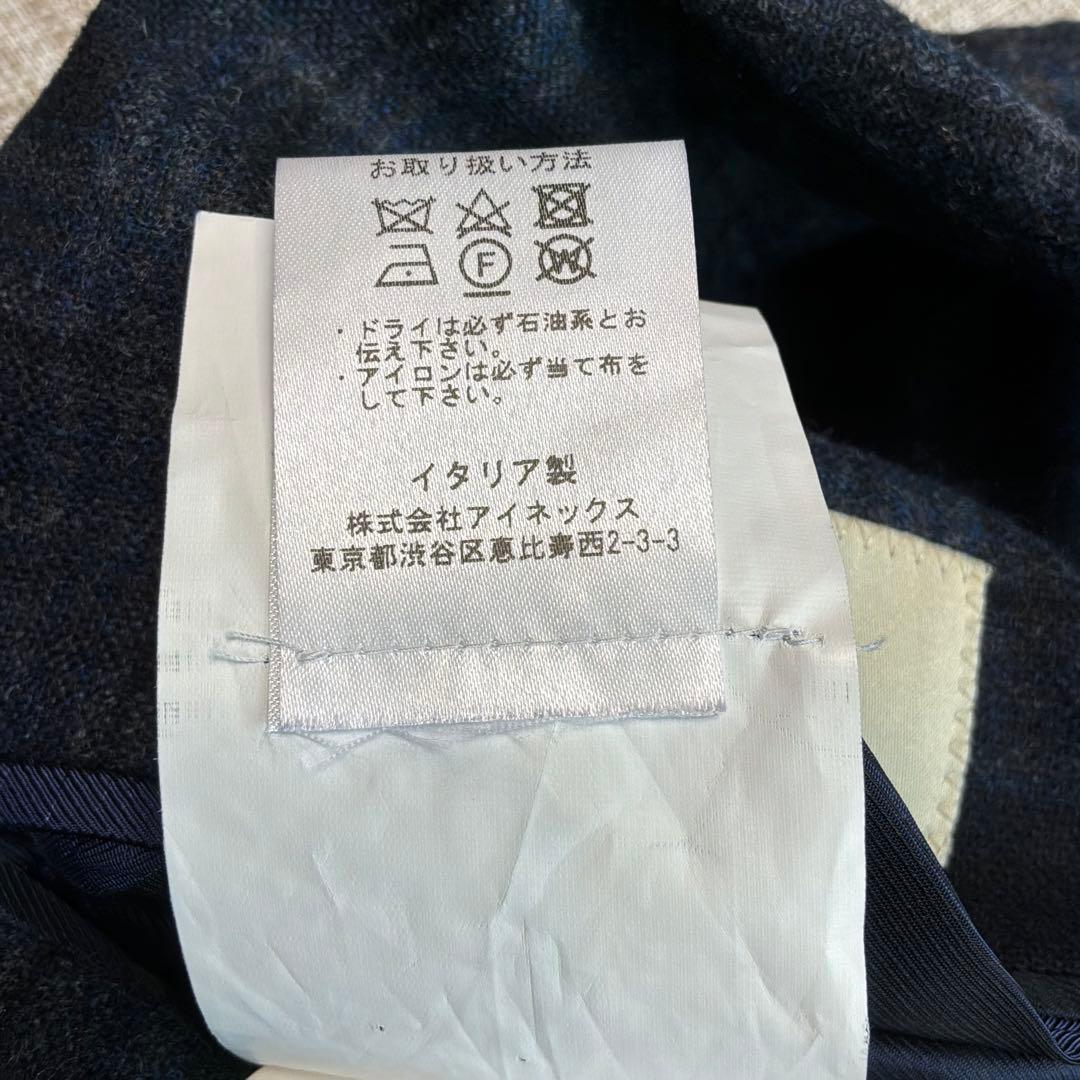 お取り扱い方法
F W
・ドライは必ず石油系とお
伝え下さい。
・アイロンは必ず当て布を
して下さい。
イタリア製
株式会社アイネックス
東京都渋谷区恵比寿西2-3-3